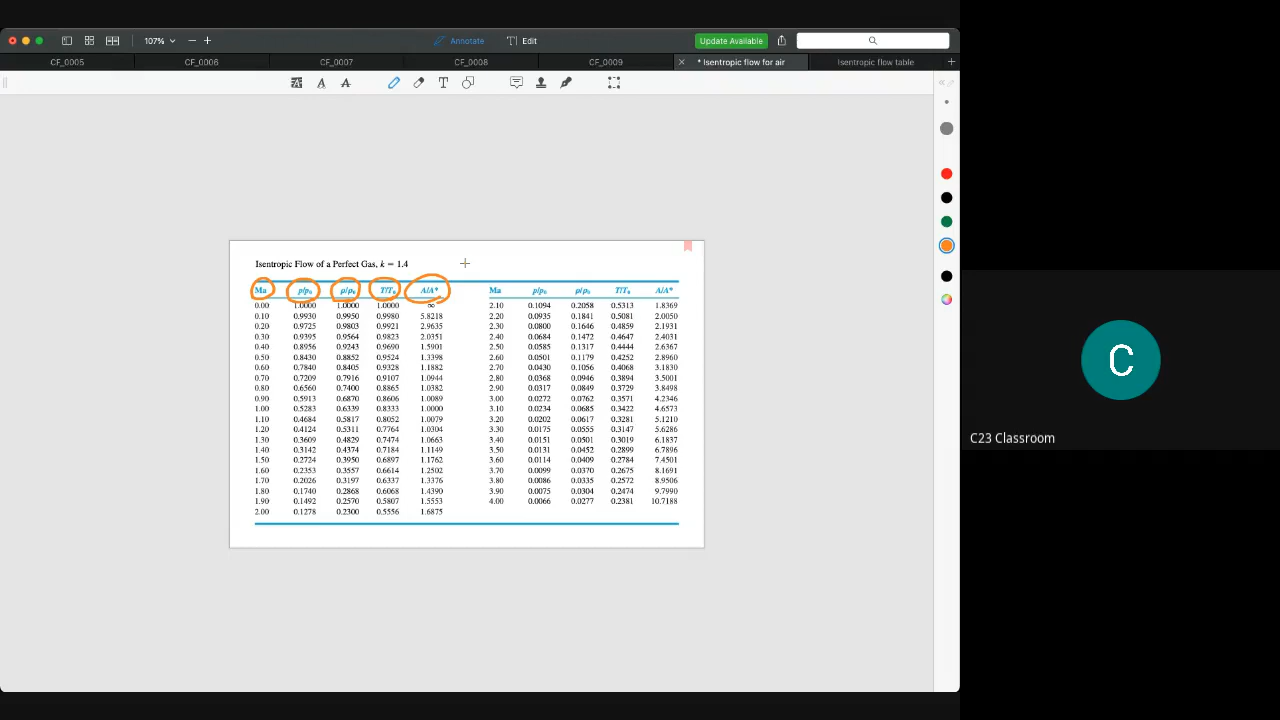 107%
Annotate
Edit
Update Available
CF_0005 CF_0006 CF_0007 CF_0008 CF_0009 * Isentropic flow for air Isentropic flow table
Isentropic Flow of a Perfect Gas, k = 1.4
Ma p/p₀ ρ/ρ₀ T/T₀ A/A* Ma p/p₀ ρ/ρ₀ T/T₀ A/A*
0.00 1.0000 1.0000 1.0000 ∞ 2.10 0.1094 0.2058 0.5313 1.8369
0.10 0.9930 0.9950 0.9980 5.8218 2.20 0.0935 0.1841 0.5081 2.0050
0.20 0.9725 0.9803 0.9921 2.9635 2.30 0.0800 0.1646 0.4859 2.1931
0.30 0.9395 0.9564 0.9823 2.0351 2.40 0.0684 0.1472 0.4647 2.4031
0.40 0.8956 0.9243 0.9690 1.5901 2.50 0.0585 0.1317 0.4444 2.6367
0.50 0.8430 0.8852 0.9524 1.3398 2.60 0.0501 0.1179 0.4252 2.8960
0.60 0.7840 0.8405 0.9328 1.1882 2.70 0.0430 0.1056 0.4068 3.1830
0.70 0.7209 0.7916 0.9107 1.0944 2.80 0.0368 0.0946 0.3894 3.5001
0.80 0.6560 0.7400 0.8865 1.0382 2.90 0.0317 0.0849 0.3729 3.8498
0.90 0.5913 0.6870 0.8606 1.0089 3.00 0.0272 0.0762 0.3571 4.2346
1.00 0.5283 0.6339 0.8333 1.0000 3.10 0.0234 0.0685 0.3422 4.6573
1.10 0.4684 0.5817 0.8052 1.0079 3.20 0.0202 0.0617 0.3281 5.1210
1.20 0.4124 0.5311 0.7764 1.0304 3.30 0.0175 0.0555 0.3147 5.6286
1.30 0.3609 0.4829 0.7474 1.0663 3.40 0.0151 0.0501 0.3019 6.1837
1.40 0.3142 0.4374 0.7184 1.1149 3.50 0.0131 0.0452 0.2899 6.7896
1.50 0.2724 0.3950 0.6897 1.1762 3.60 0.0114 0.0409 0.2784 7.4501
1.60 0.2353 0.3557 0.6614 1.2502 3.70 0.0099 0.0370 0.2675 8.1691
1.70 0.2026 0.3197 0.6337 1.3376 3.80 0.0086 0.0335 0.2572 8.9506
1.80 0.1740 0.2868 0.6068 1.4390 3.90 0.0075 0.0304 0.2474 9.7990
1.90 0.1492 0.2570 0.5807 1.5553 4.00 0.0066 0.0277 0.2381 10.7188
2.00 0.1278 0.2300 0.5556 1.6875
C
C23 Classroom